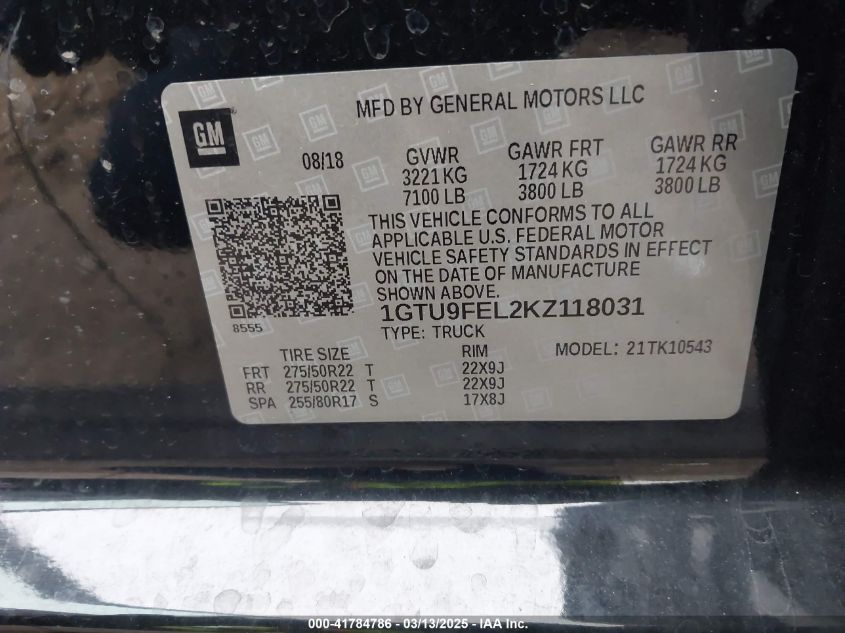 MFD BY GENERAL MOTORS LLC
GM
08/18
GVWR
3221 KG
7100 LB
GAWR FRT
1724 KG
3800 LB
GAWR RR
1724 KG
3800 LB
THIS VEHICLE CONFORMS TO ALL
APPLICABLE U.S. FEDERAL MOTOR
VEHICLE SAFETY STANDARDS IN EFFECT
ON THE DATE OF MANUFACTURE
SHOWN ABOVE.
8555
1GTU9FEL2KZ118031
TYPE: TRUCK
MODEL: 21TK10543
TIRE SIZE RIM
FRT 275/50R22 T 22X9J
RR 275/50R22 T 22X9J
SPA 255/80R17 S 17X8J
000-41784786 - 03/13/2025 - IAA Inc.